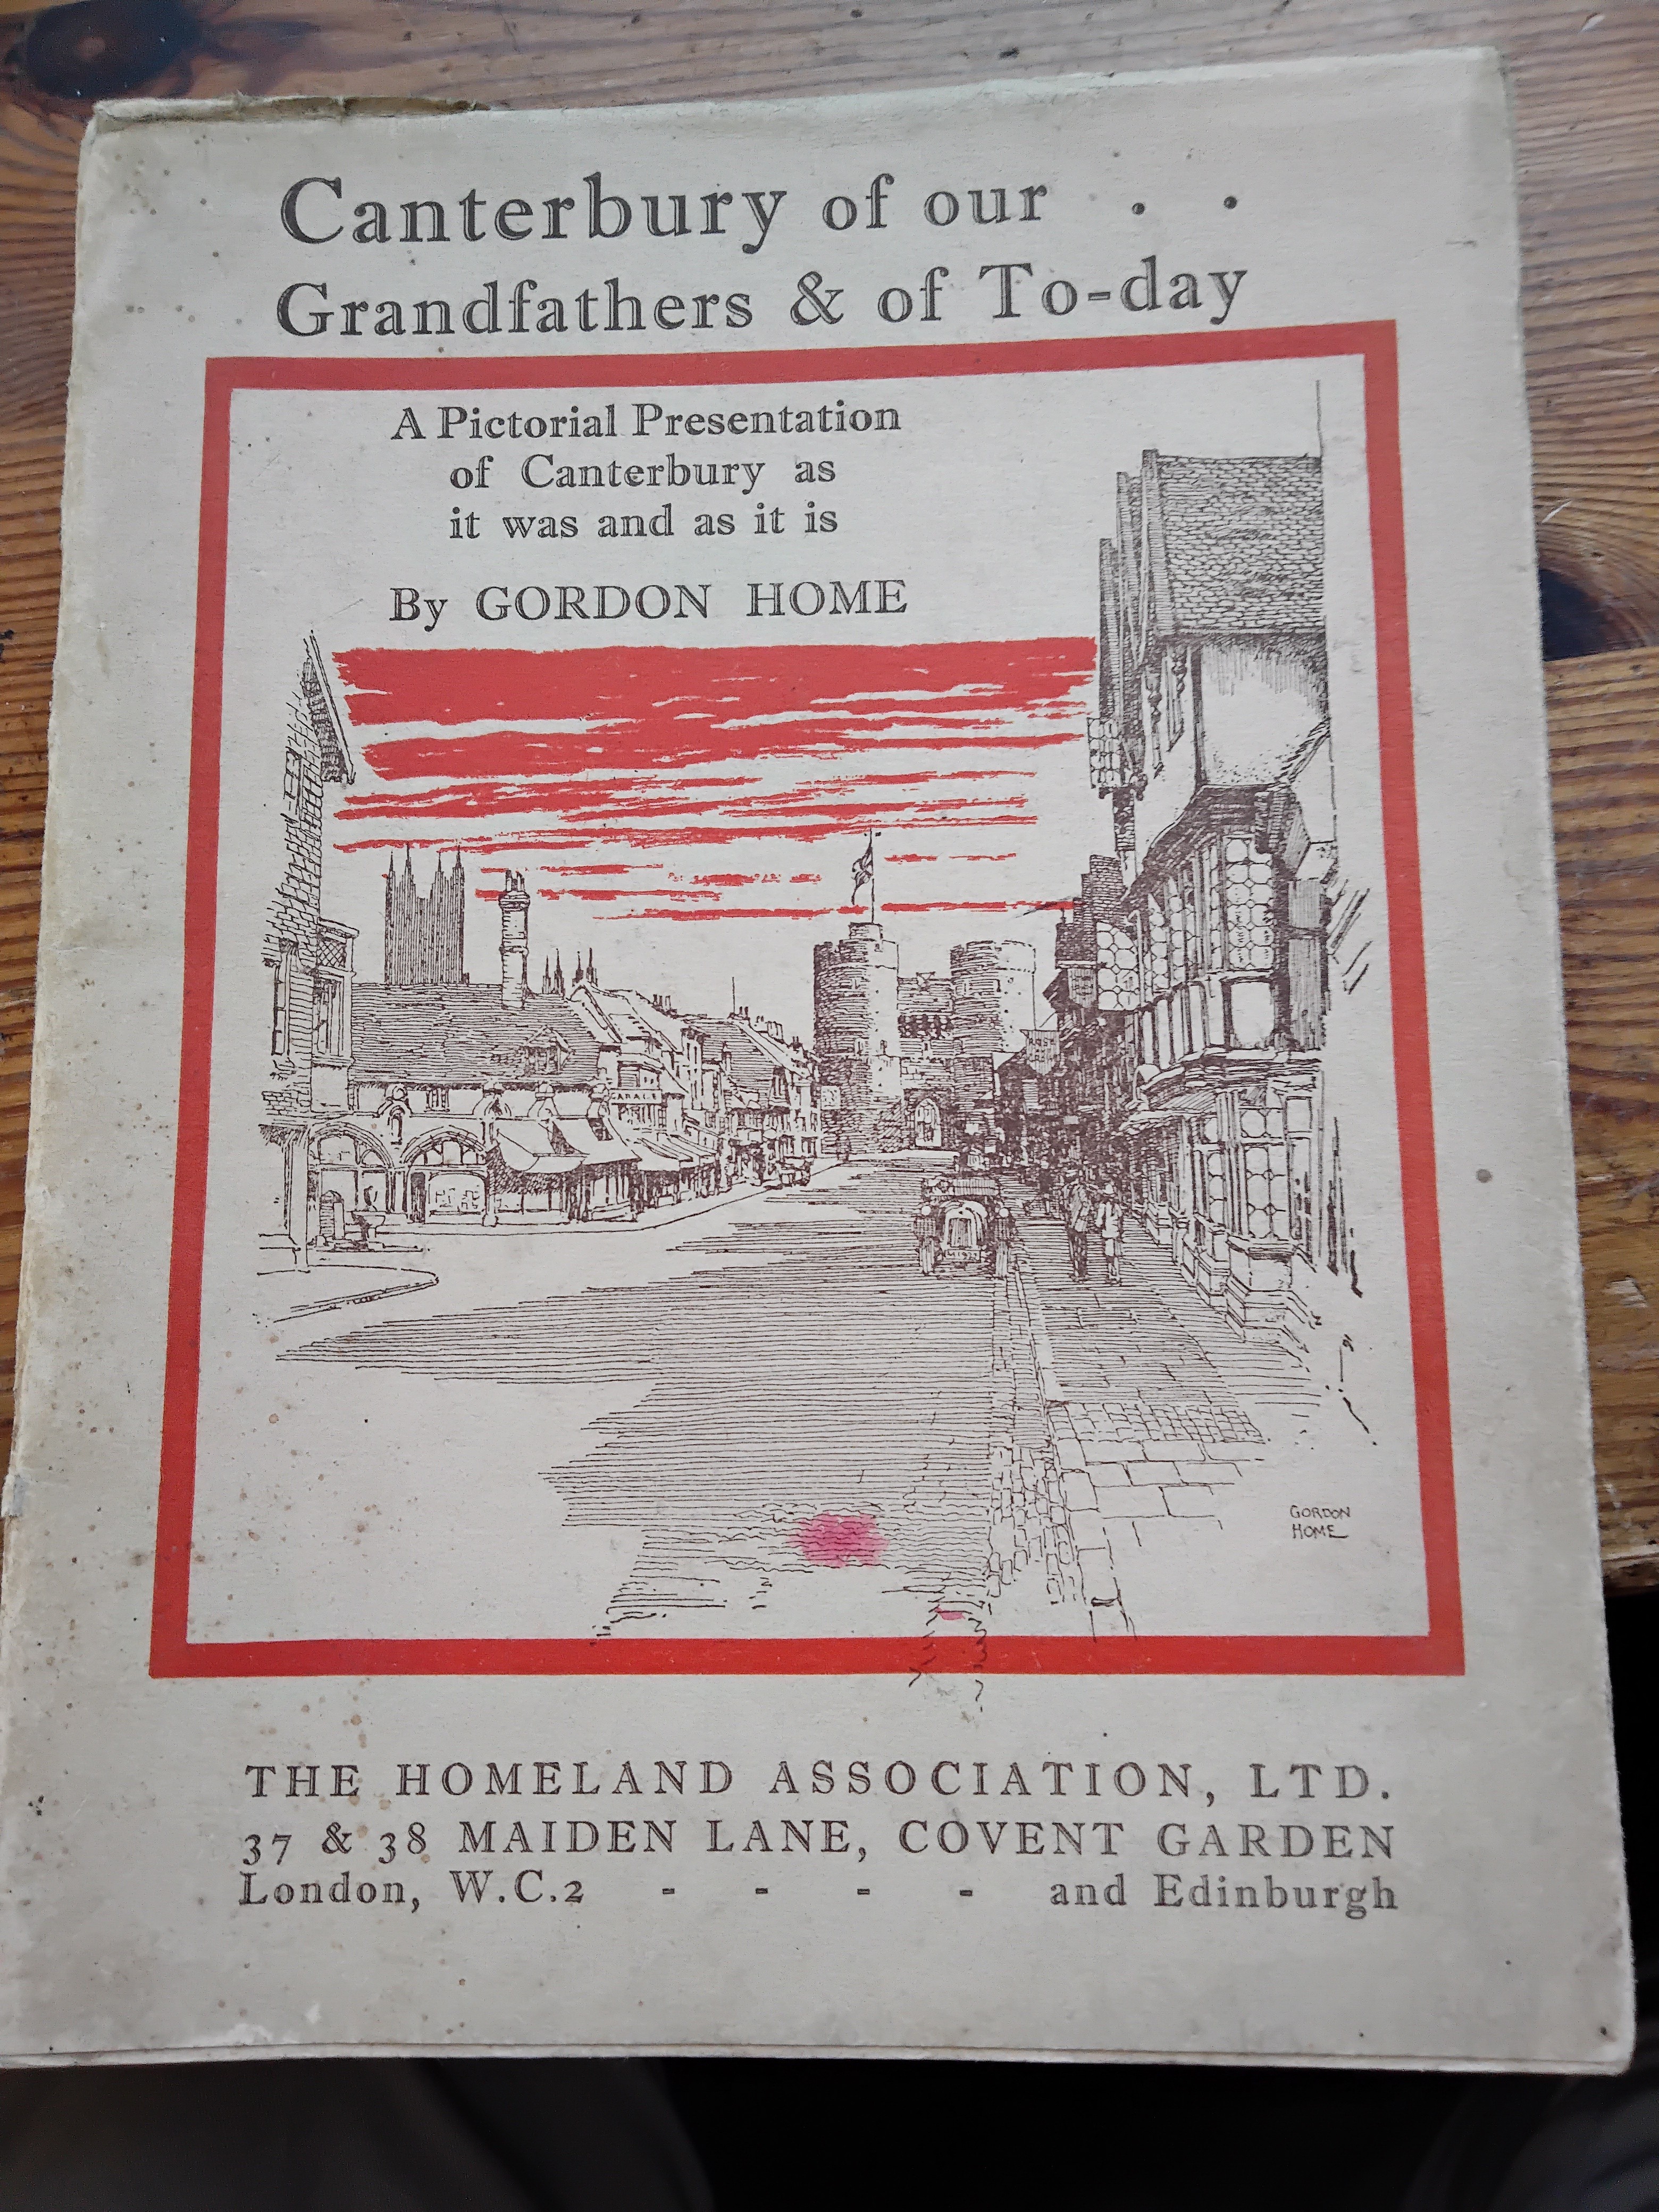 Canterbury of our . .
Grandfathers & of To-day
A Pictorial Presentation
of Canterbury as
it was and as it is
By GORDON HOME
GARAGE
GORDON
HOME
THE HOMELAND ASSOCIATION, LTD.
37 & 38 MAIDEN LANE, COVENT GARDEN
London, W.C.2 - - - - and Edinburgh